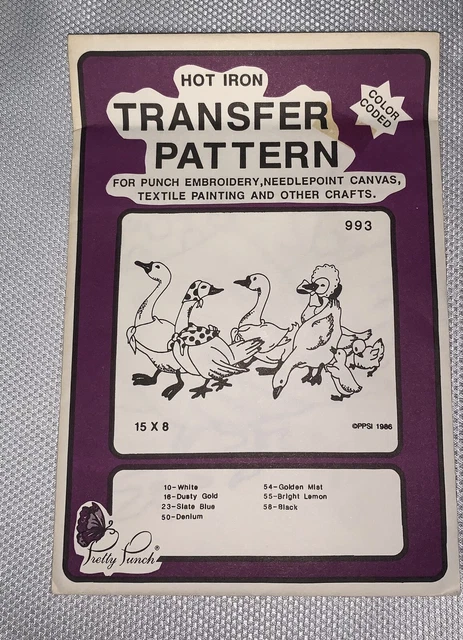 HOT IRON
TRANSFER
PATTERN
COLOR
CODED
FOR PUNCH EMBROIDERY,NEEDLEPOINT CANVAS,
TEXTILE PAINTING AND OTHER CRAFTS.
993
15 X 8
©PPSI 1986
10-White
16-Dusty Gold
23-Slate Blue
50-Denium
54-Golden Mist
55-Bright Lemon
58-Black
Pretty Punch®